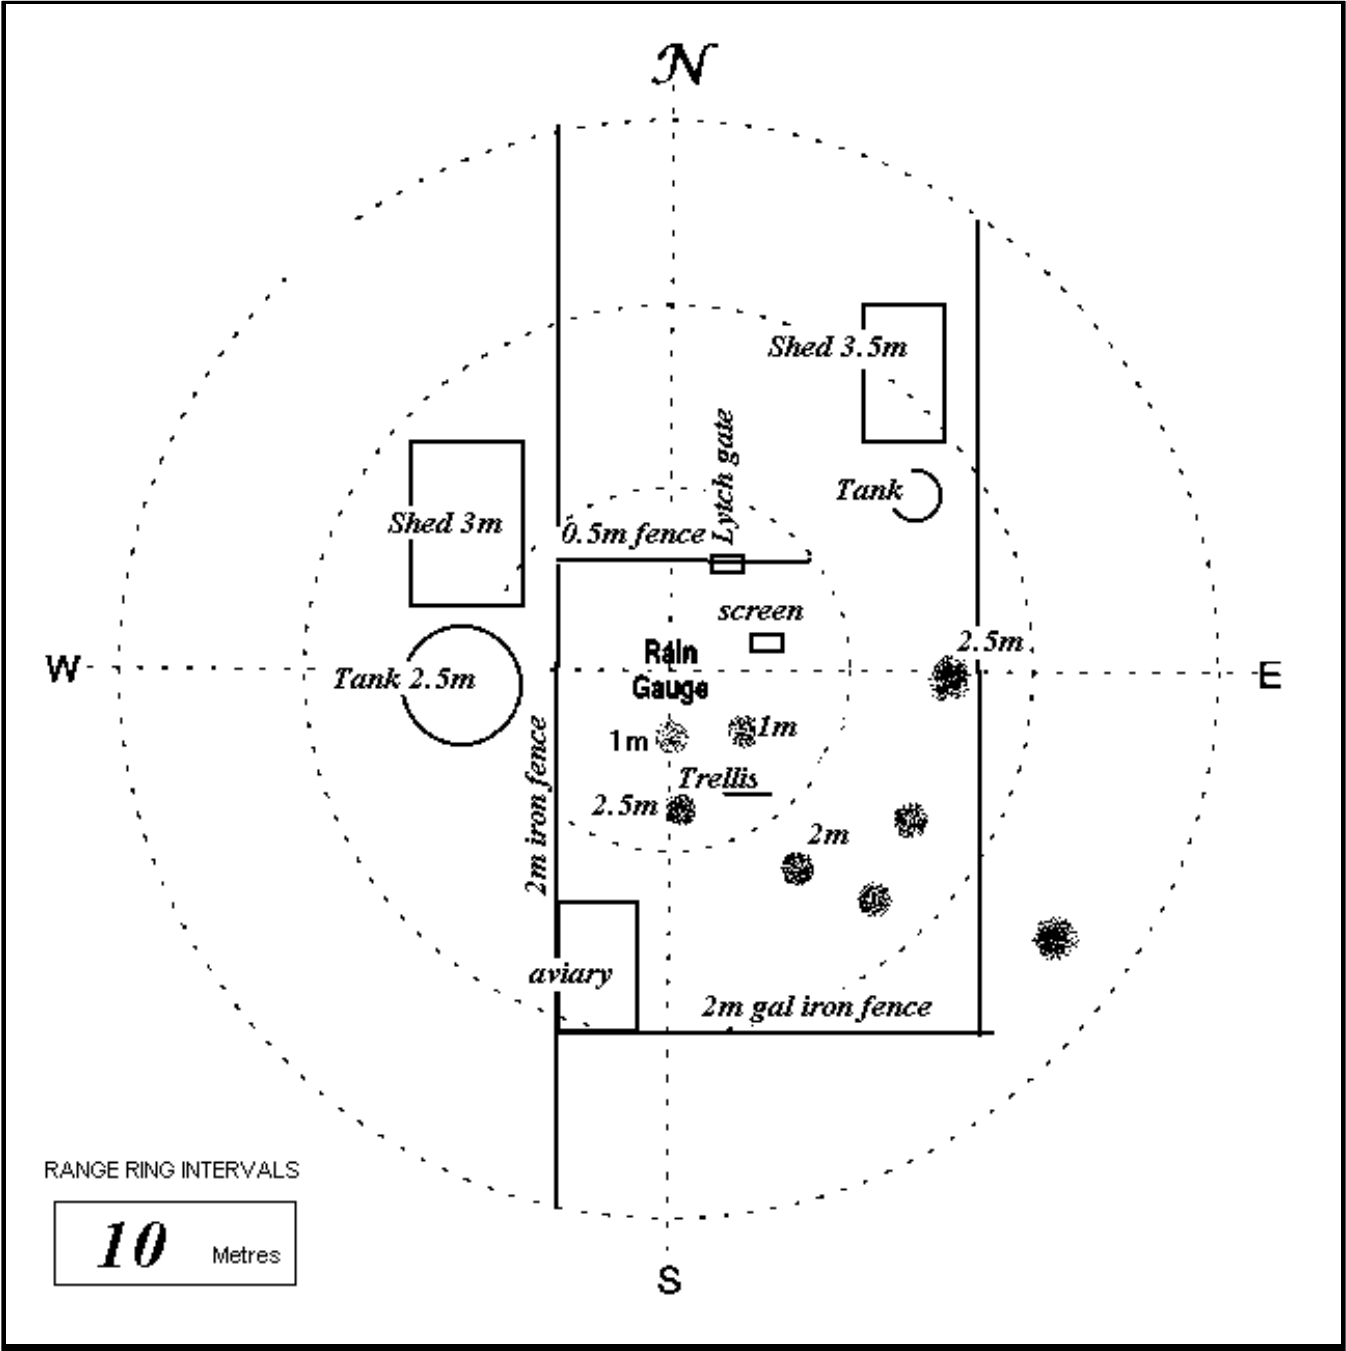 N
Shed 3.5m
Lytch gate
Tank
Shed 3m
0.5m fence
screen
2.5m
Rain
Gauge
W
E
Tank 2.5m
1m
1m
Trellis
2.5m
2m
2m iron fence
aviary
2m gal iron fence
RANGE RING INTERVALS
10 Metres
S